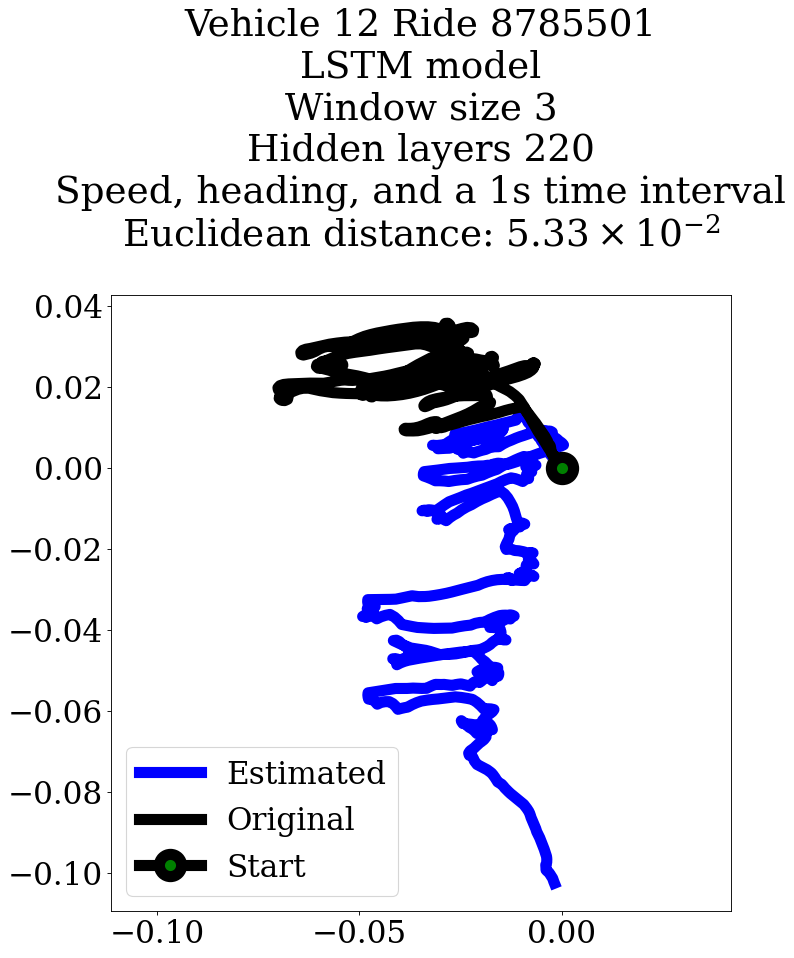 Vehicle 12 Ride 8785501
LSTM model
Window size 3
Hidden layers 220
Speed, heading, and a 1s time interval
Euclidean distance: 5.33 × 10⁻²
0.04
0.02
0.00
−0.02
−0.04
−0.06
−0.08
−0.10
Estimated
Original
Start
−0.10
−0.05
0.00